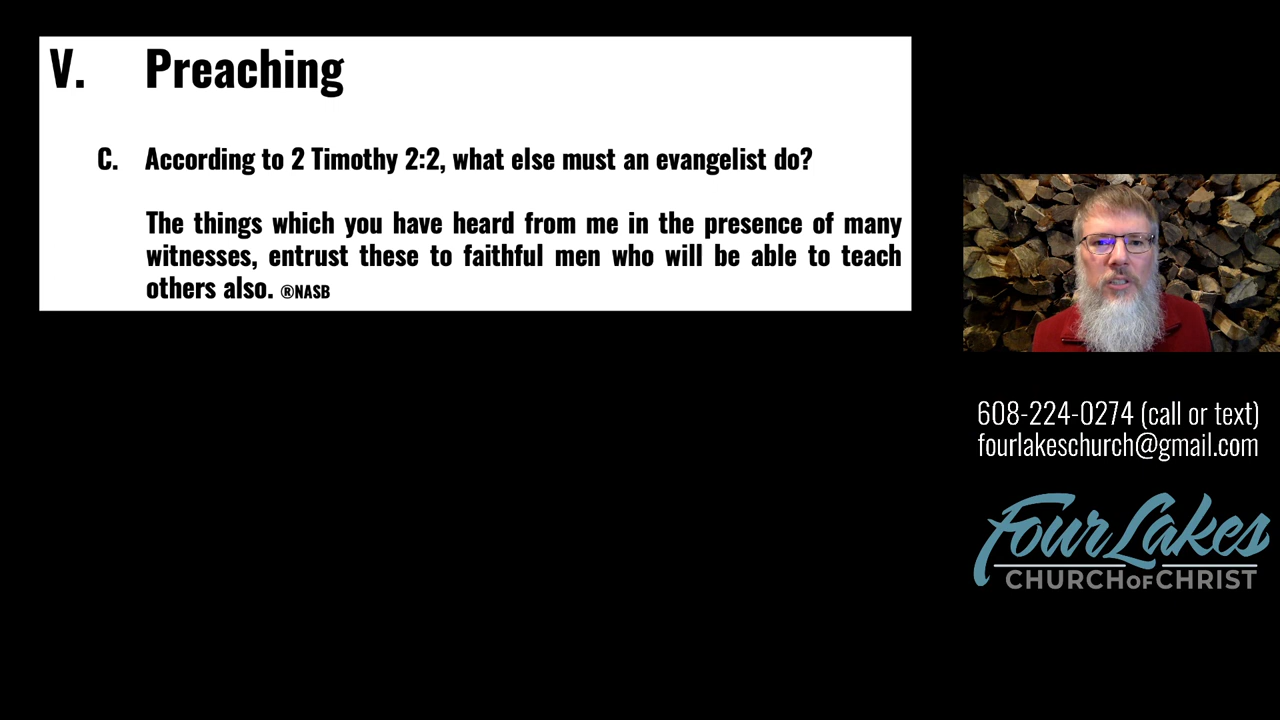 V. Preaching
C. According to 2 Timothy 2:2, what else must an evangelist do?
The things which you have heard from me in the presence of many
witnesses, entrust these to faithful men who will be able to teach
others also. ®NASB
608-224-0274 (call or text)
fourlakeschurch@gmail.com
Four Lakes
CHURCH OF CHRIST